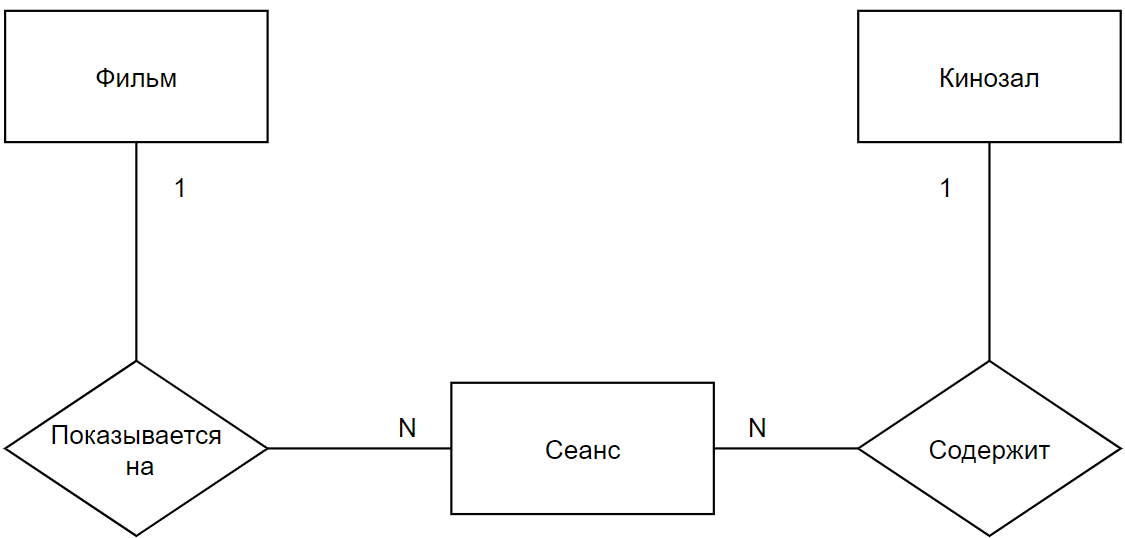 Фильм
Кинозал
1
1
N
N
Показывается
на
Сеанс
Содержит